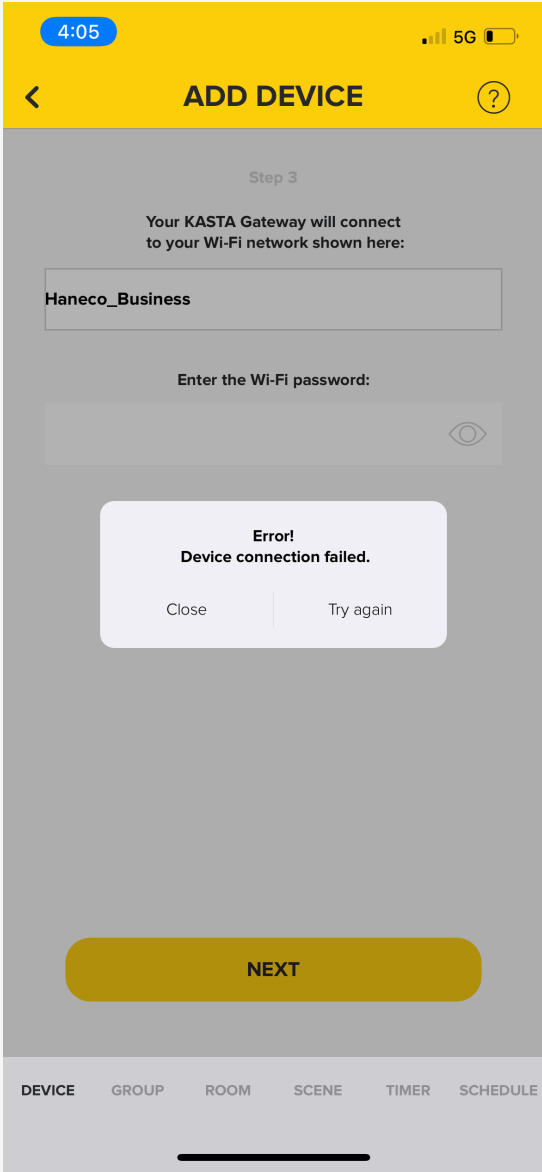 4:05
5G
ADD DEVICE
?
Step 3
Your KASTA Gateway will connect
to your Wi-Fi network shown here:
Haneco_Business
Enter the Wi-Fi password:
Error!
Device connection failed.
Close
Try again
NEXT
DEVICE
GROUP
ROOM
SCENE
TIMER
SCHEDULE